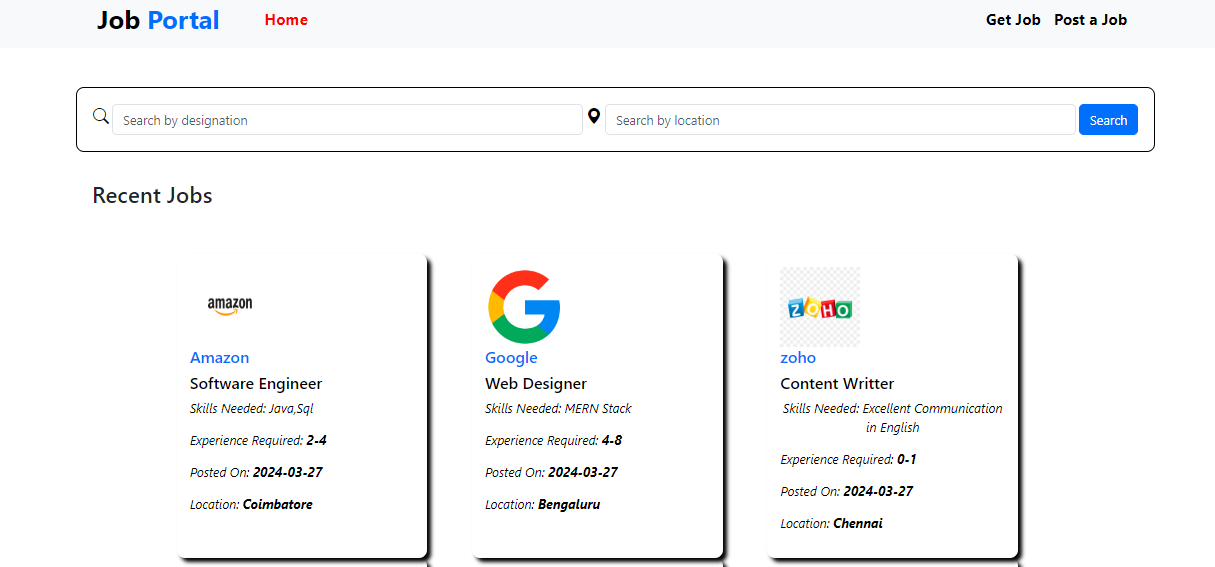 Job Portal Home Get Job Post a Job
Search by designation Search by location Search
Recent Jobs
amazon
Amazon
Software Engineer
Skills Needed: Java,Sql
Experience Required: 2-4
Posted On: 2024-03-27
Location: Coimbatore
G
Google
Web Designer
Skills Needed: MERN Stack
Experience Required: 4-8
Posted On: 2024-03-27
Location: Bengaluru
ZOHO
zoho
Content Writter
Skills Needed: Excellent Communication
in English
Experience Required: 0-1
Posted On: 2024-03-27
Location: Chennai